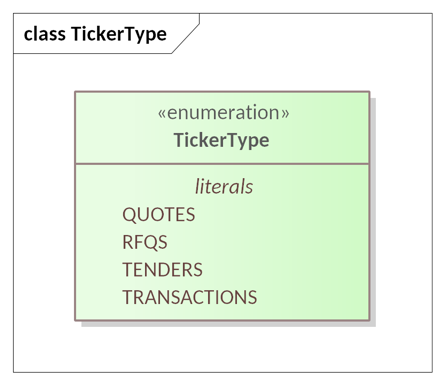 class TickerType
«enumeration»
TickerType
literals
QUOTES
RFQS
TENDERS
TRANSACTIONS